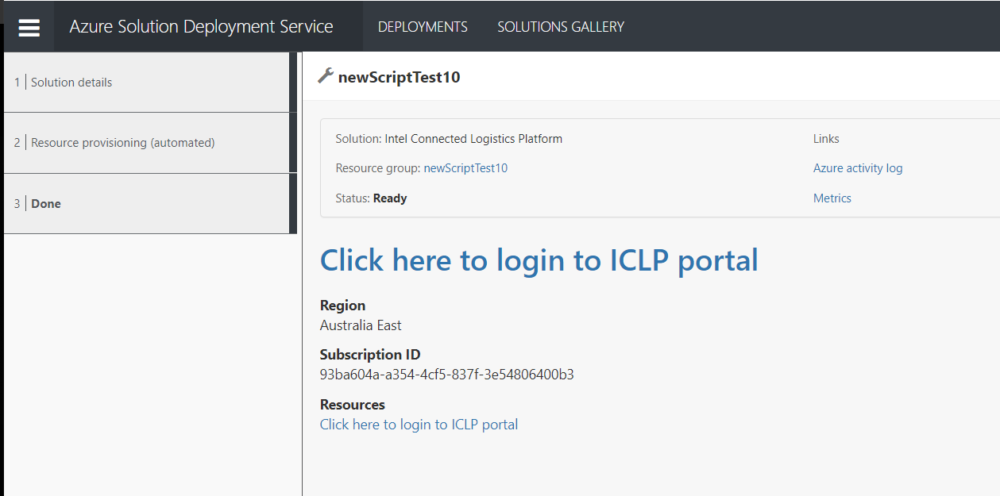 Azure Solution Deployment Service DEPLOYMENTS SOLUTIONS GALLERY
1 Solution details
2 Resource provisioning (automated)
3 Done
newScriptTest10
Solution: Intel Connected Logistics Platform Links
Resource group: newScriptTest10 Azure activity log
Status: Ready Metrics
Click here to login to ICLP portal
Region
Australia East
Subscription ID
93ba604a-a354-4cf5-837f-3e54806400b3
Resources
Click here to login to ICLP portal